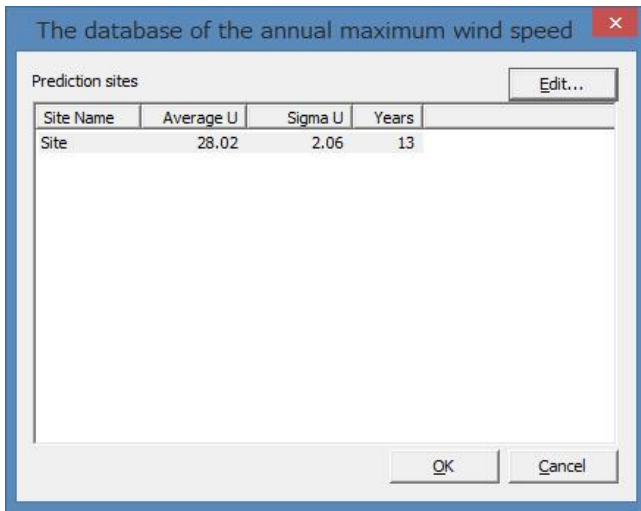 The database of the annual maximum wind speed
Prediction sites
Edit...
Site Name Average U Sigma U Years
Site 28.02 2.06 13
OK Cancel